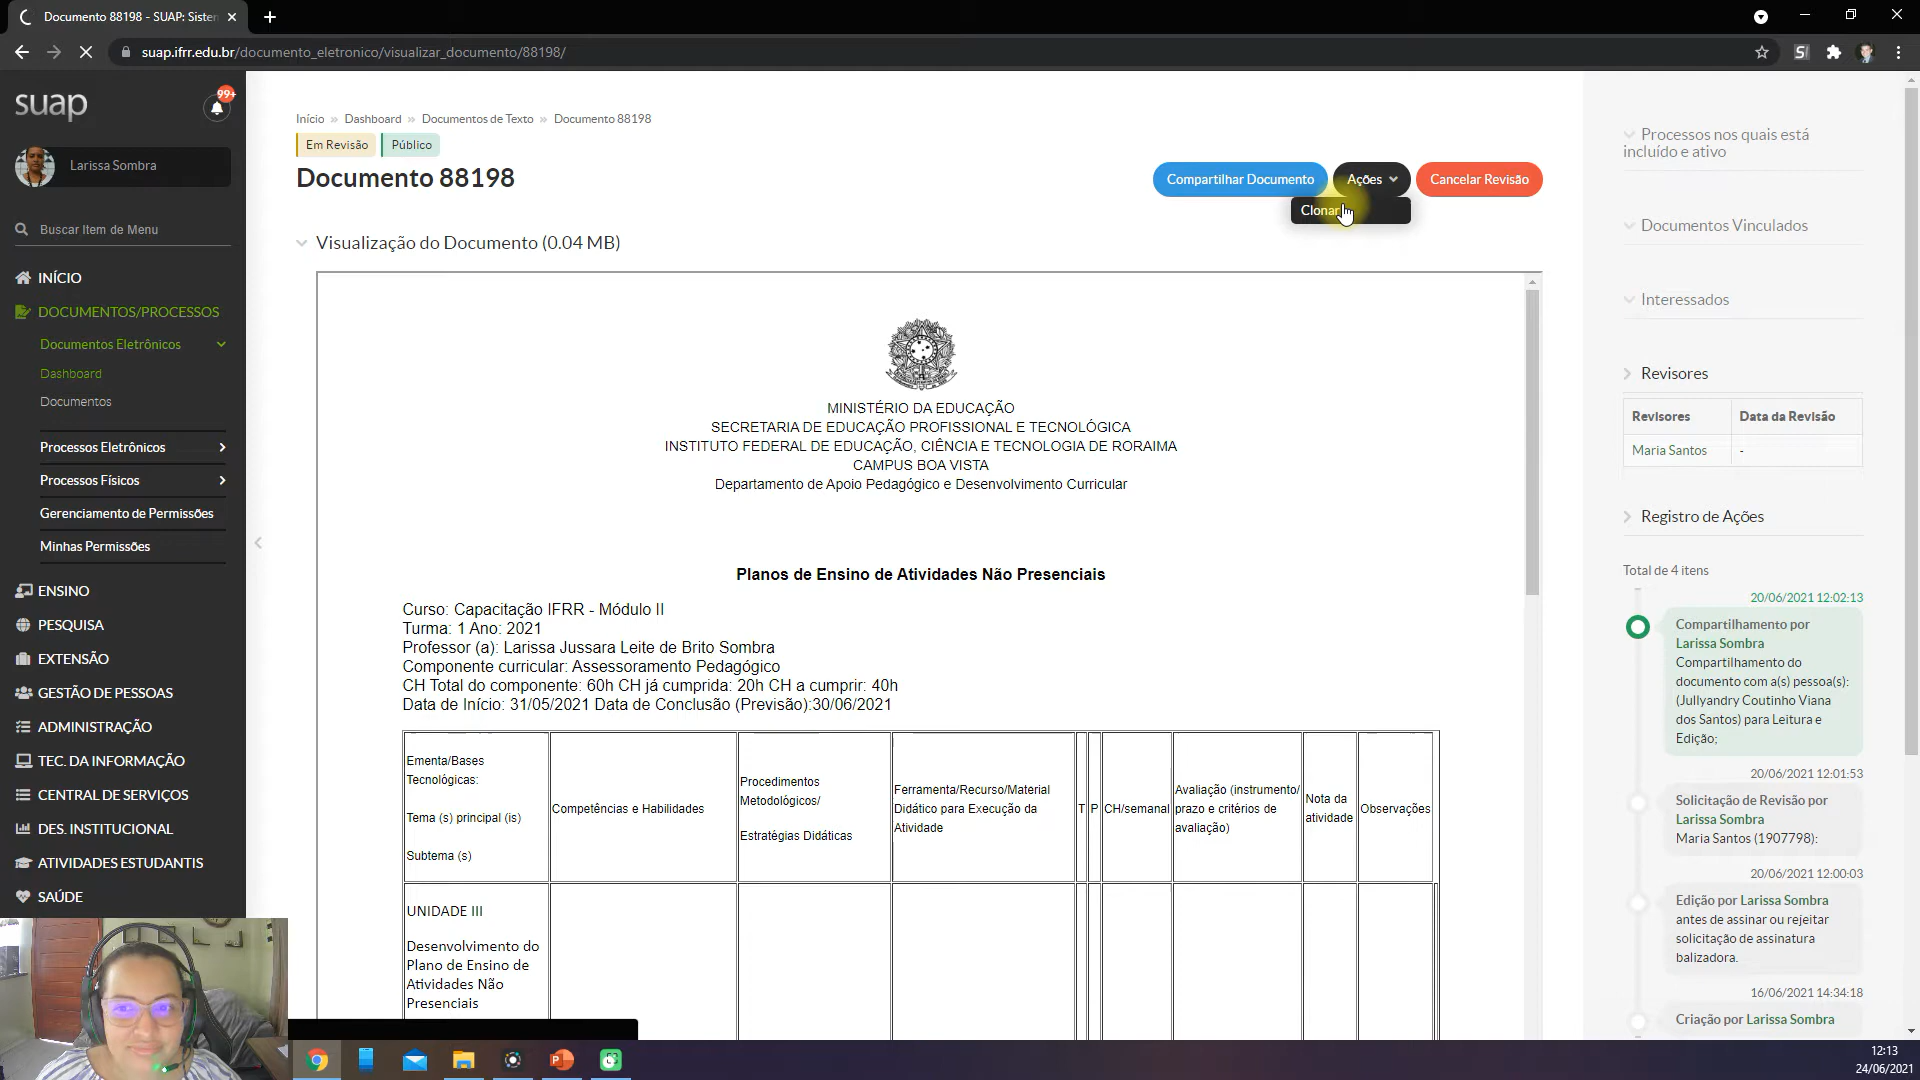 Documento 88198 - SUAP: Sisten
suap.ifrr.edu.br/documento_eletronico/visualizar_documento/88198/
suap
99+
Larissa Sombra
Buscar Item de Menu
INÍCIO
DOCUMENTOS/PROCESSOS
Documentos Eletrônicos
Dashboard
Documentos
Processos Eletrônicos
Processos Físicos
Gerenciamento de Permissões
Minhas Permissões
ENSINO
PESQUISA
EXTENSÃO
GESTÃO DE PESSOAS
ADMINISTRAÇÃO
TEC. DA INFORMAÇÃO
CENTRAL DE SERVIÇOS
DES. INSTITUCIONAL
ATIVIDADES ESTUDANTIS
SAÚDE
Início » Dashboard » Documentos de Texto » Documento 88198
Em Revisão Público
Documento 88198
Compartilhar Documento Ações Cancelar Revisão
Clonar
Visualização do Documento (0.04 MB)
MINISTÉRIO DA EDUCAÇÃO
SECRETARIA DE EDUCAÇÃO PROFISSIONAL E TECNOLÓGICA
INSTITUTO FEDERAL DE EDUCAÇÃO, CIÊNCIA E TECNOLOGIA DE RORAIMA
CAMPUS BOA VISTA
Departamento de Apoio Pedagógico e Desenvolvimento Curricular
Planos de Ensino de Atividades Não Presenciais
Curso: Capacitação IFRR - Módulo II
Turma: 1 Ano: 2021
Professor (a): Larissa Jussara Leite de Brito Sombra
Componente curricular: Assessoramento Pedagógico
CH Total do componente: 60h CH já cumprida: 20h CH a cumprir: 40h
Data de Início: 31/05/2021 Data de Conclusão (Previsão):30/06/2021
Ementa/Bases
Tecnológicas:
Tema (s) principal (is)
Subtema (s)
Competências e Habilidades
Procedimentos
Metodológicos/
Estratégias Didáticas
Ferramenta/Recurso/Material
Didático para Execução da
Atividade
T
P
CH/semanal
Avaliação (instrumento/
prazo e critérios de
avaliação)
Nota da
atividade
Observações
UNIDADE III
Desenvolvimento do
Plano de Ensino de
Atividades Não
Presenciais
Processos nos quais está
incluído e ativo
Documentos Vinculados
Interessados
Revisores
Revisores Data da Revisão
Maria Santos -
Registro de Ações
Total de 4 itens
20/06/2021 12:02:13
Compartilhamento por
Larissa Sombra
Compartilhamento do
documento com a(s) pessoa(s):
(Jullyandry Coutinho Viana
dos Santos) para Leitura e
Edição;
20/06/2021 12:01:53
Solicitação de Revisão por
Larissa Sombra
Maria Santos (1907798):
20/06/2021 12:00:03
Edição por Larissa Sombra
antes de assinar ou rejeitar
solicitação de assinatura
balizadora.
16/06/2021 14:34:18
Criação por Larissa Sombra
12:13
24/06/2021